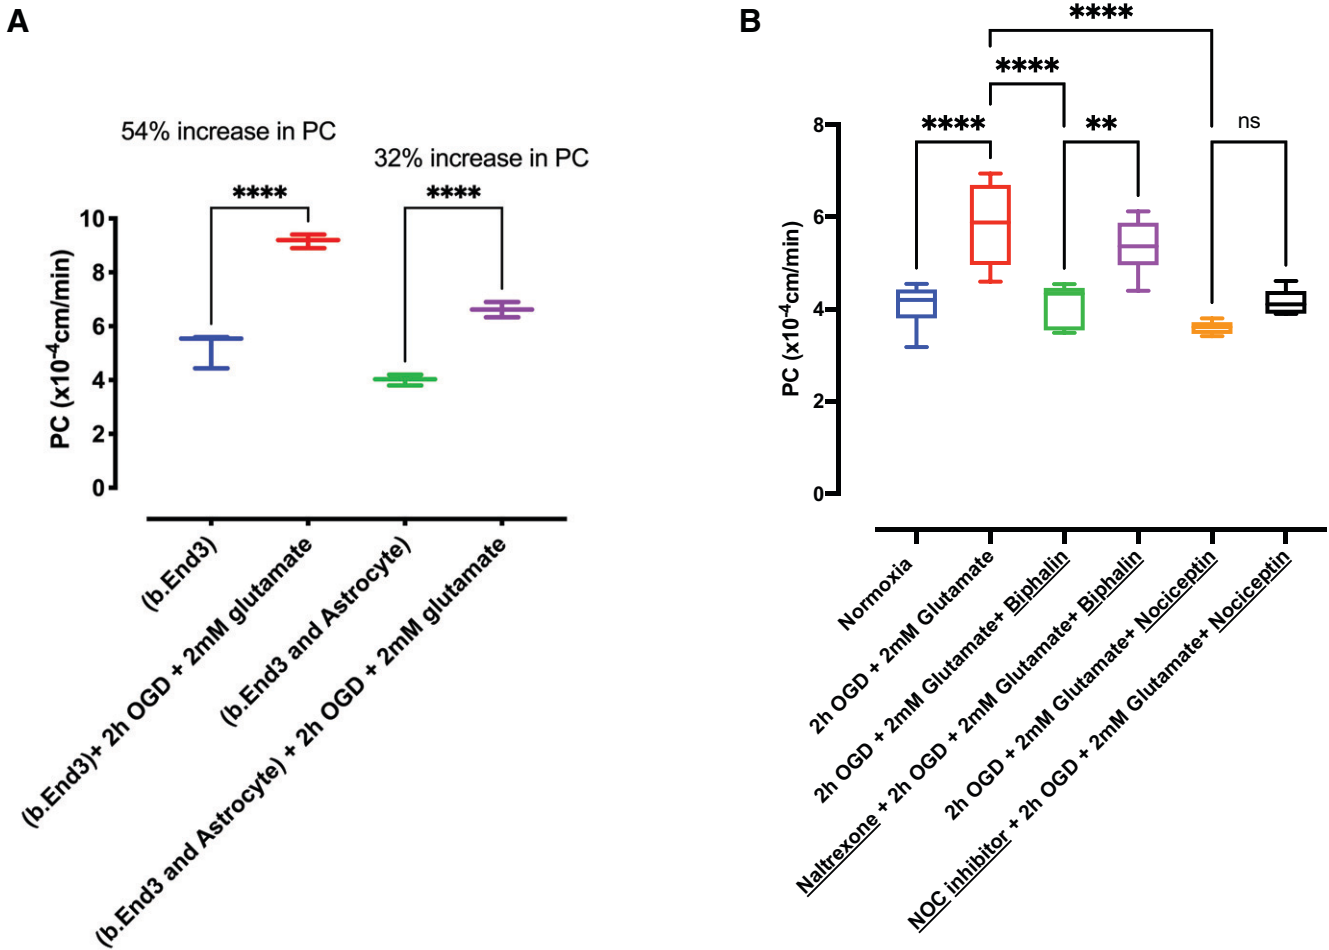 A
54% increase in PC
32% increase in PC
****
****
PC (x10-4cm/min)
10
8
6
4
2
0
(b.End3)
(b.End3)+ 2h OGD + 2mM glutamate
(b.End3 and Astrocyte)
(b.End3 and Astrocyte) + 2h OGD + 2mM glutamate
B
****
****
****
**
ns
PC (x10-4cm/min)
8
6
4
2
0
Normoxia
2h OGD + 2mM Glutamate
2h OGD + 2mM Glutamate+ Biphalin
Naltrexone + 2h OGD + 2mM Glutamate+ Biphalin
2h OGD + 2mM Glutamate+ Nociceptin
NOC inhibitor + 2h OGD + 2mM Glutamate+ Nociceptin